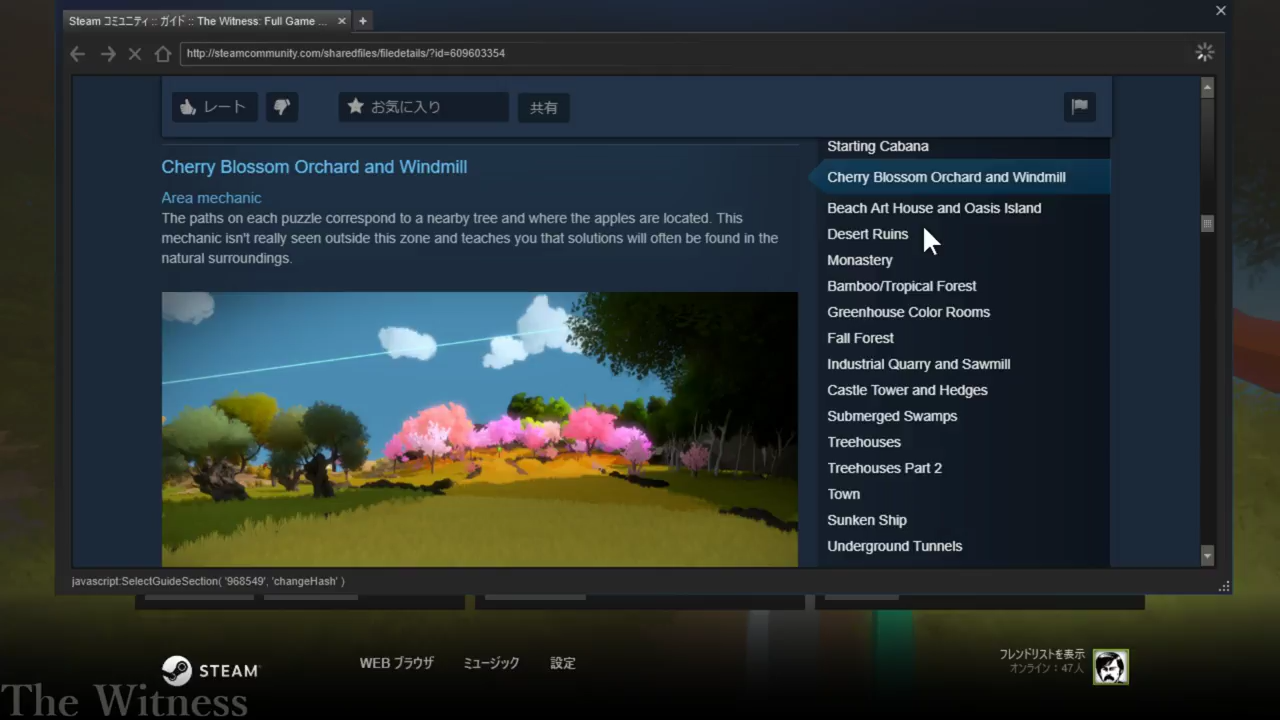 Steam コミュニティ :: ガイド :: The Witness: Full Game ...
http://steamcommunity.com/sharedfiles/filedetails/?id=609603354
レート
お気に入り
共有
Cherry Blossom Orchard and Windmill
Area mechanic
The paths on each puzzle correspond to a nearby tree and where the apples are located. This
mechanic isn't really seen outside this zone and teaches you that solutions will often be found in the
natural surroundings.
Starting Cabana
Cherry Blossom Orchard and Windmill
Beach Art House and Oasis Island
Desert Ruins
Monastery
Bamboo/Tropical Forest
Greenhouse Color Rooms
Fall Forest
Industrial Quarry and Sawmill
Castle Tower and Hedges
Submerged Swamps
Treehouses
Treehouses Part 2
Town
Sunken Ship
Underground Tunnels
javascript:SelectGuideSection( '968549', 'changeHash' )
STEAM
WEB ブラウザ
ミュージック
設定
フレンドリストを表示
オンライン：47人
The Witness